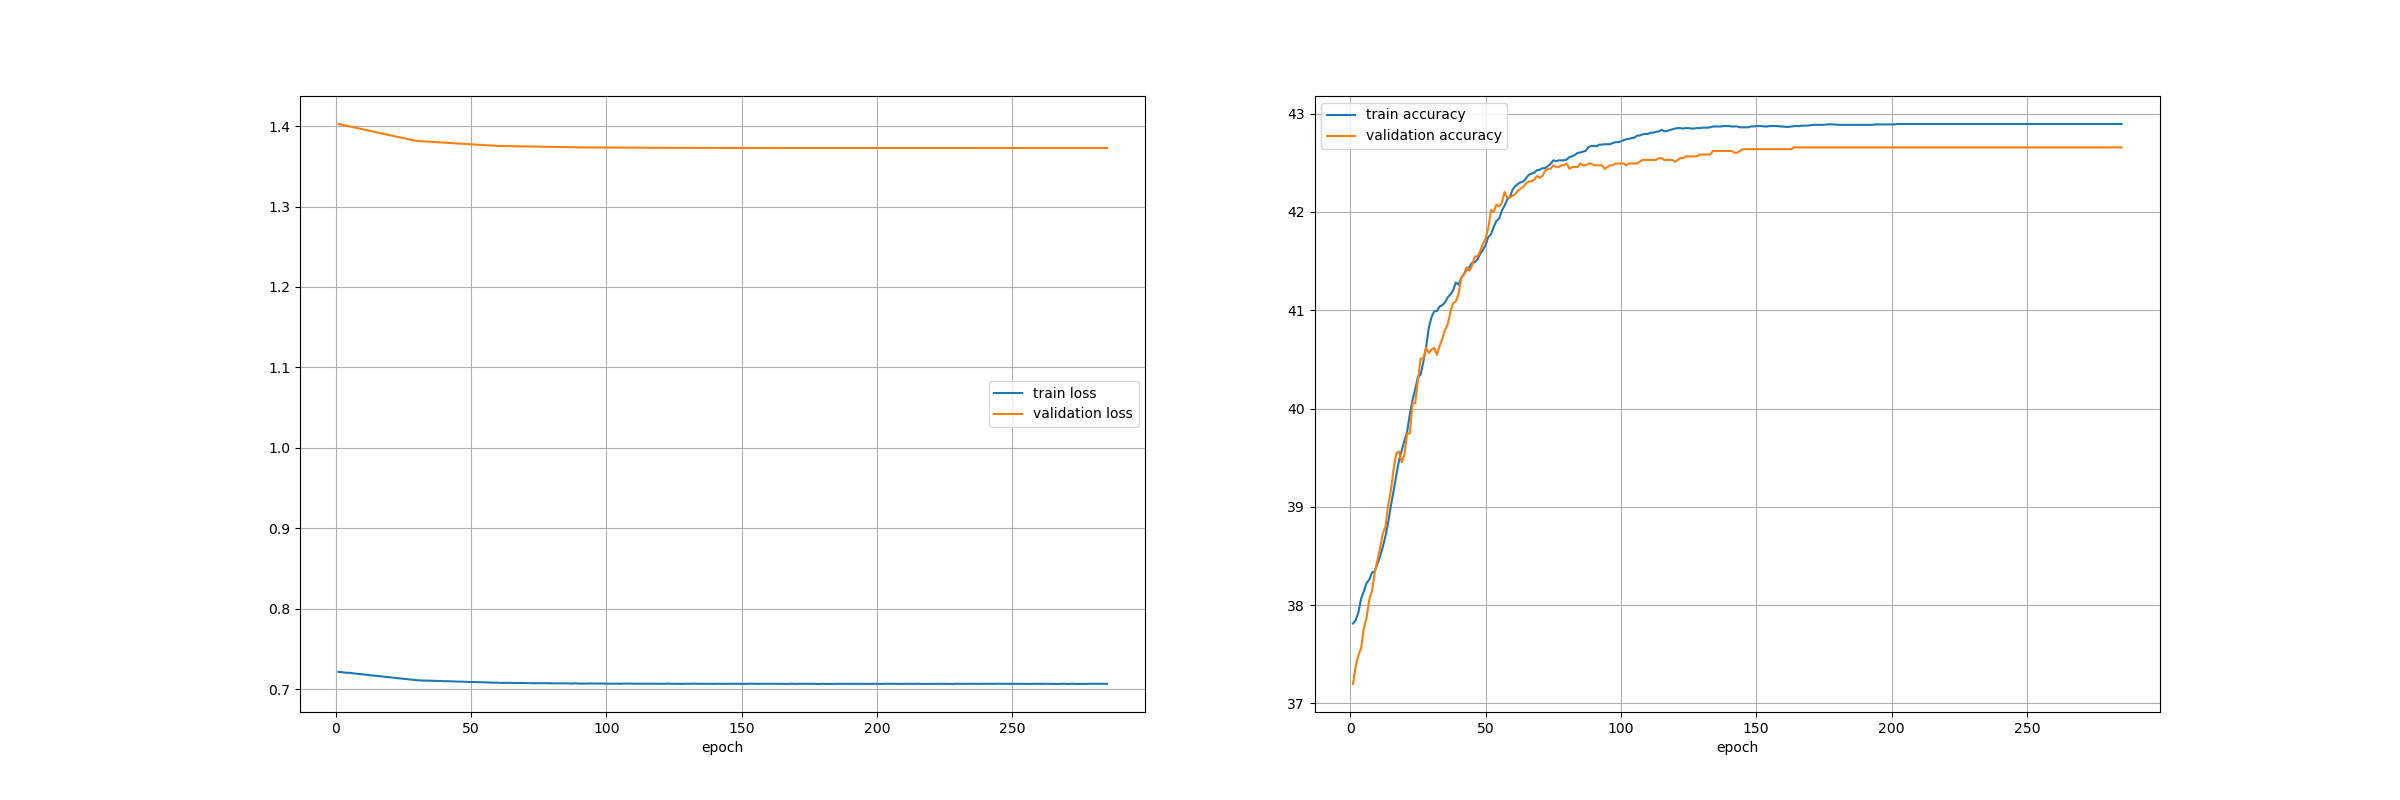 1.4
1.3
1.2
1.1
1.0
0.9
0.8
0.7
train loss
validation loss
0 50 100 150 200 250
epoch
43
42
41
40
39
38
37
train accuracy
validation accuracy
0 50 100 150 200 250
epoch